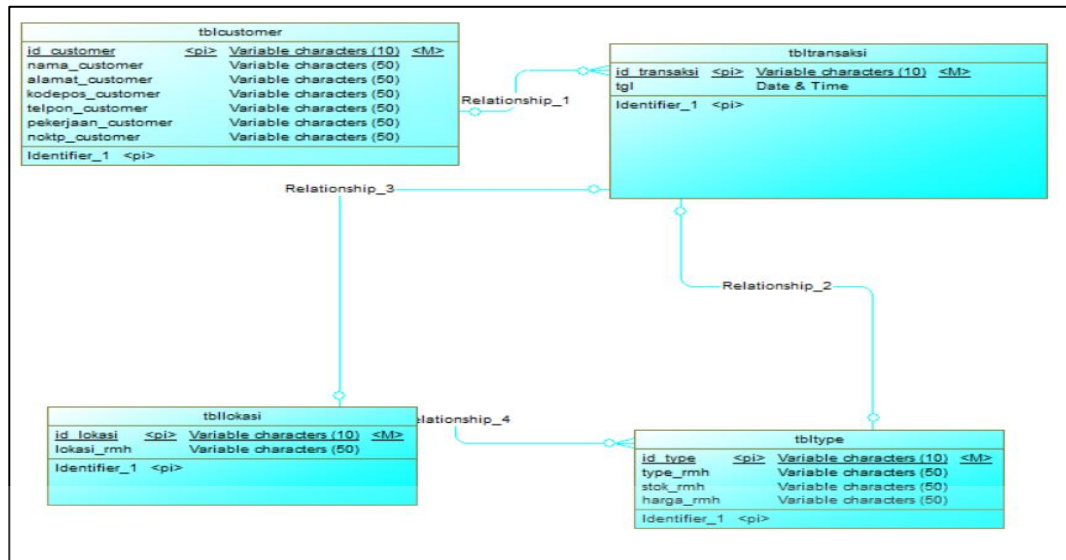 tblcustomer
id_customer <pi> Variable characters (10) <M>
nama_customer Variable characters (50)
alamat_customer Variable characters (50)
kodepos_customer Variable characters (50)
telpon_customer Variable characters (50)
pekerjaan_customer Variable characters (50)
noktp_customer Variable characters (50)
Identifier_1 <pi>
Relationship_1
tbltransaksi
id_transaksi <pi> Variable characters (10) <M>
tgl Date & Time
Identifier_1 <pi>
Relationship_3
Relationship_2
tbllokasi
id_lokasi <pi> Variable characters (10) <M>
lokasi_rmh Variable characters (50)
Identifier_1 <pi>
elationship_4
tbltype
id_type <pi> Variable characters (10) <M>
type_rmh Variable characters (50)
stok_rmh Variable characters (50)
harga_rmh Variable characters (50)
Identifier_1 <pi>